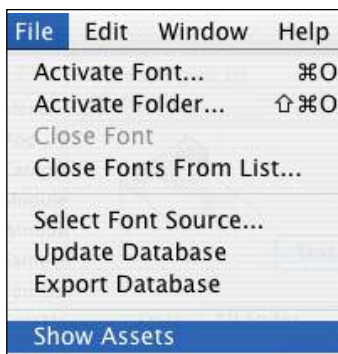 File Edit Window Help
Activate Font... ⌘O
Activate Folder... ⇧⌘O
Close Font
Close Fonts From List...
Select Font Source...
Update Database
Export Database
Show Assets